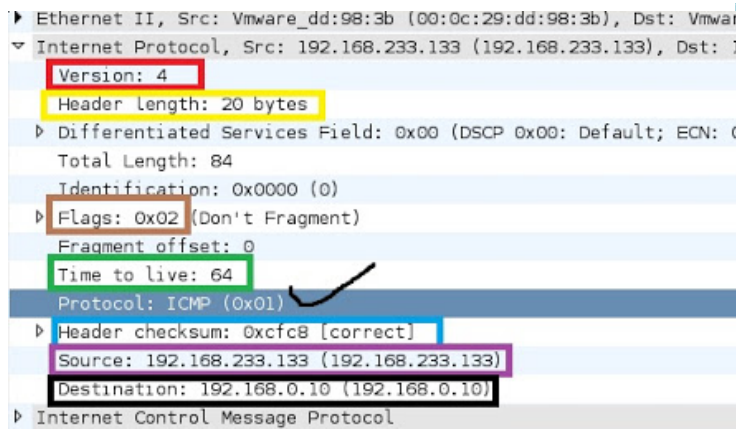 Ethernet II, Src: Vmware_dd:98:3b (00:0c:29:dd:98:3b), Dst: Vmwar
Internet Protocol, Src: 192.168.233.133 (192.168.233.133), Dst:
Version: 4
Header length: 20 bytes
Differentiated Services Field: 0x00 (DSCP 0x00: Default; ECN:
Total Length: 84
Identification: 0x0000 (0)
Flags: 0x02 (Don't Fragment)
Fragment offset: 0
Time to live: 64
Protocol: ICMP (0x01)
Header checksum: 0xcfc8 [correct]
Source: 192.168.233.133 (192.168.233.133)
Destination: 192.168.0.10 (192.168.0.10)
Internet Control Message Protocol